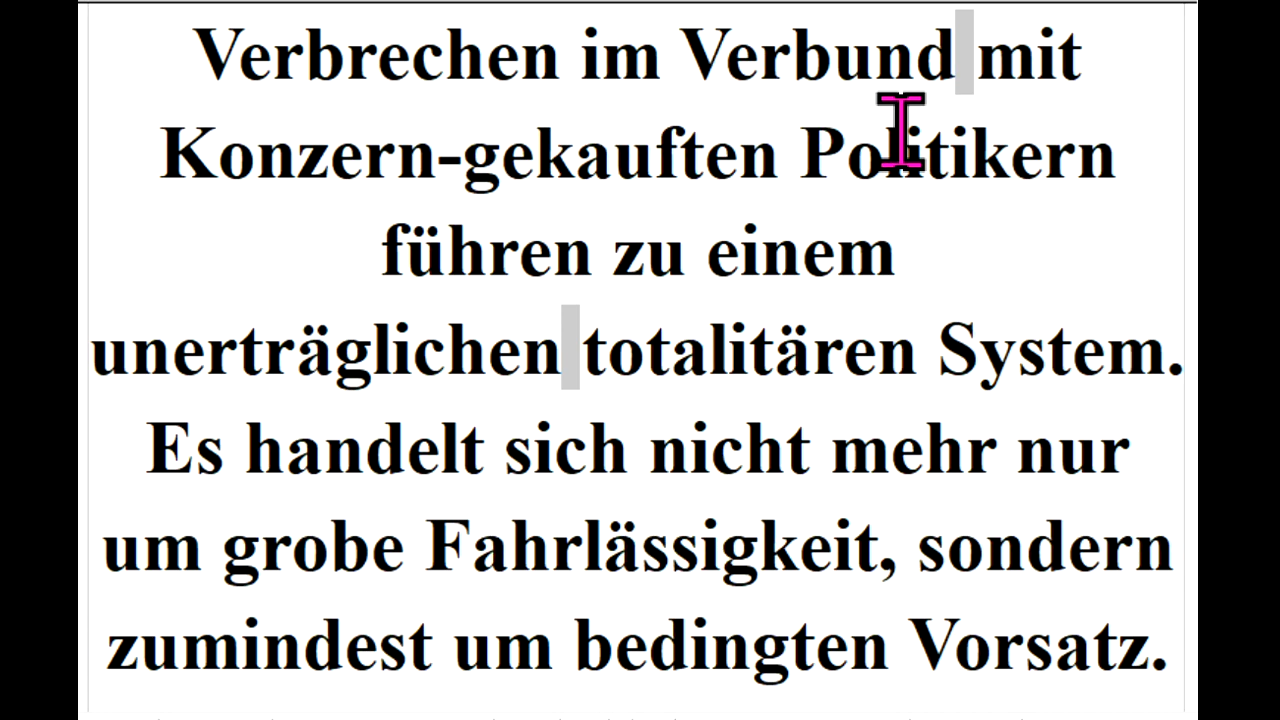 Verbrechen im Verbund mit
Konzern-gekauften Politikern
führen zu einem
unerträglichen totalitären System.
Es handelt sich nicht mehr nur
um grobe Fahrlässigkeit, sondern
zumindest um bedingten Vorsatz.